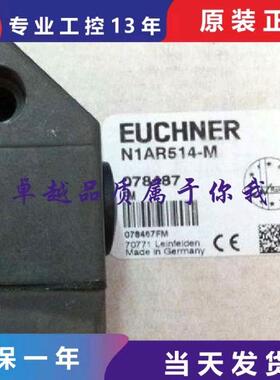 专业工控13年
原装正
EUCHNER
N1AR514-M
078487
卓越品质属于你我
078467FM
70771 Leinfelden
Made in Germany
保一年
当天发货